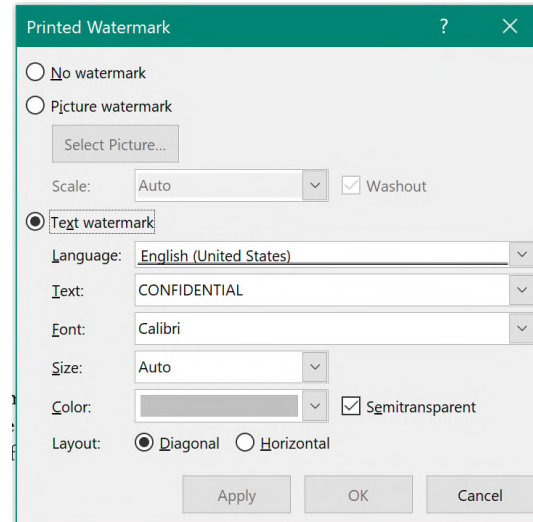 Printed Watermark ? ×
No watermark
Picture watermark
Select Picture...
Scale: Auto Washout
Text watermark
Language: English (United States)
Text: CONFIDENTIAL
Font: Calibri
Size: Auto
Color: Semitransparent
Layout: Diagonal Horizontal
Apply OK Cancel